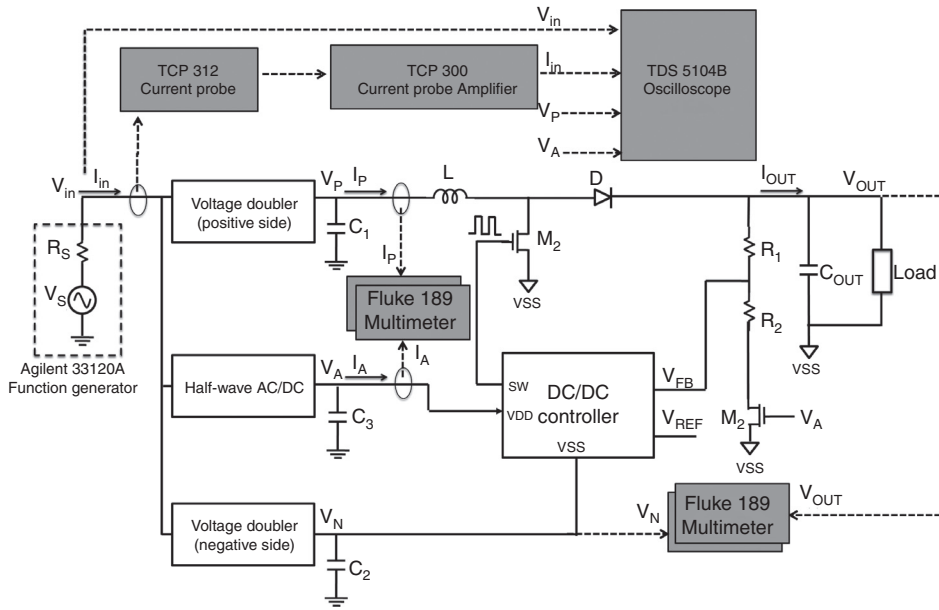 V_in
TCP 312
Current probe
TCP 300
Current probe Amplifier
I_in
TDS 5104B
Oscilloscope
V_P
V_A
V_in
I_in
V_P
I_P
L
D
I_OUT
V_OUT
Voltage doubler
(positive side)
C_1
M_2
R_1
R_S
I_P
VSS
C_OUT
Load
V_S
Fluke 189
Multimeter
R_2
VSS
Agilent 33120A
Function generator
I_A
V_A
I_A
Half-wave AC/DC
SW
DC/DC
controller
V_FB
VDD
C_3
V_REF
M_2
V_A
VSS
VSS
Voltage doubler
(negative side)
V_N
V_N
Fluke 189
Multimeter
V_OUT
C_2